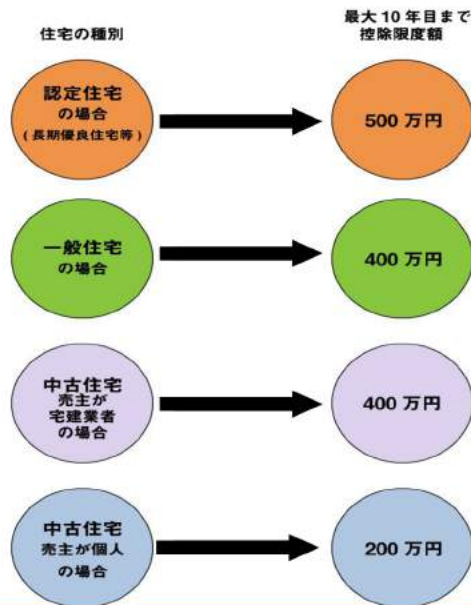 住宅の種別
最大10年目まで
控除限度額
認定住宅
の場合
(長期優良住宅等)
500万円
一般住宅
の場合
400万円
中古住宅
売主が
宅建業者
の場合
400万円
中古住宅
売主が個人
の場合
200万円